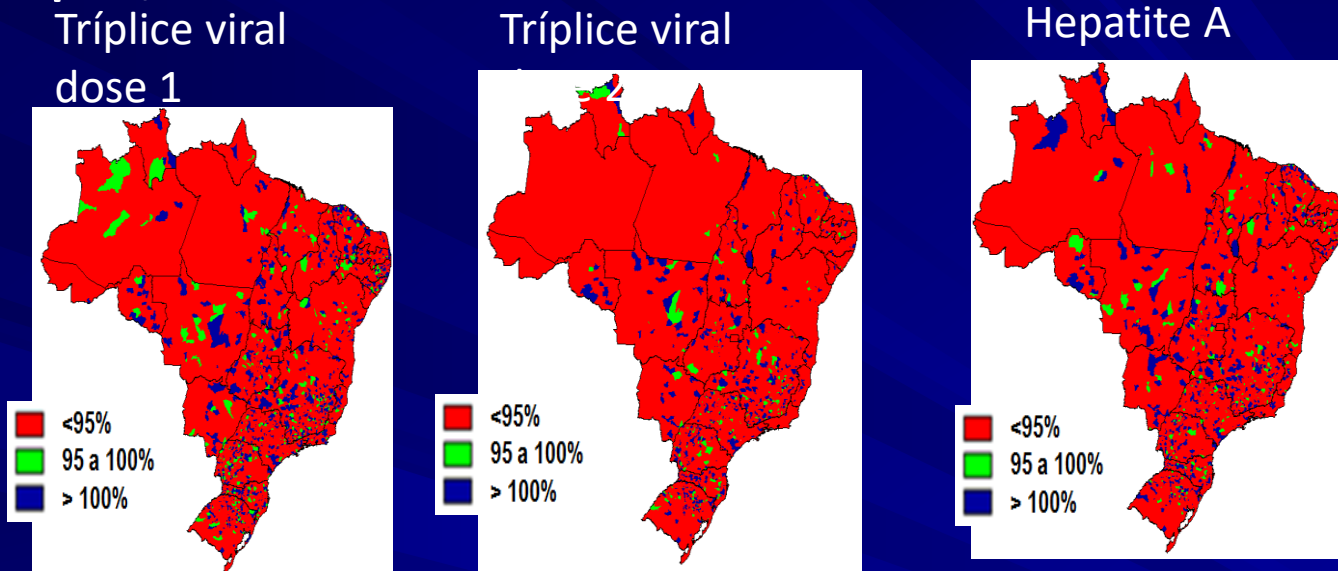 Tríplice viral
dose 1
<95%
95 a 100%
> 100%
Tríplice viral
2
<95%
95 a 100%
> 100%
Hepatite A
<95%
95 a 100%
> 100%